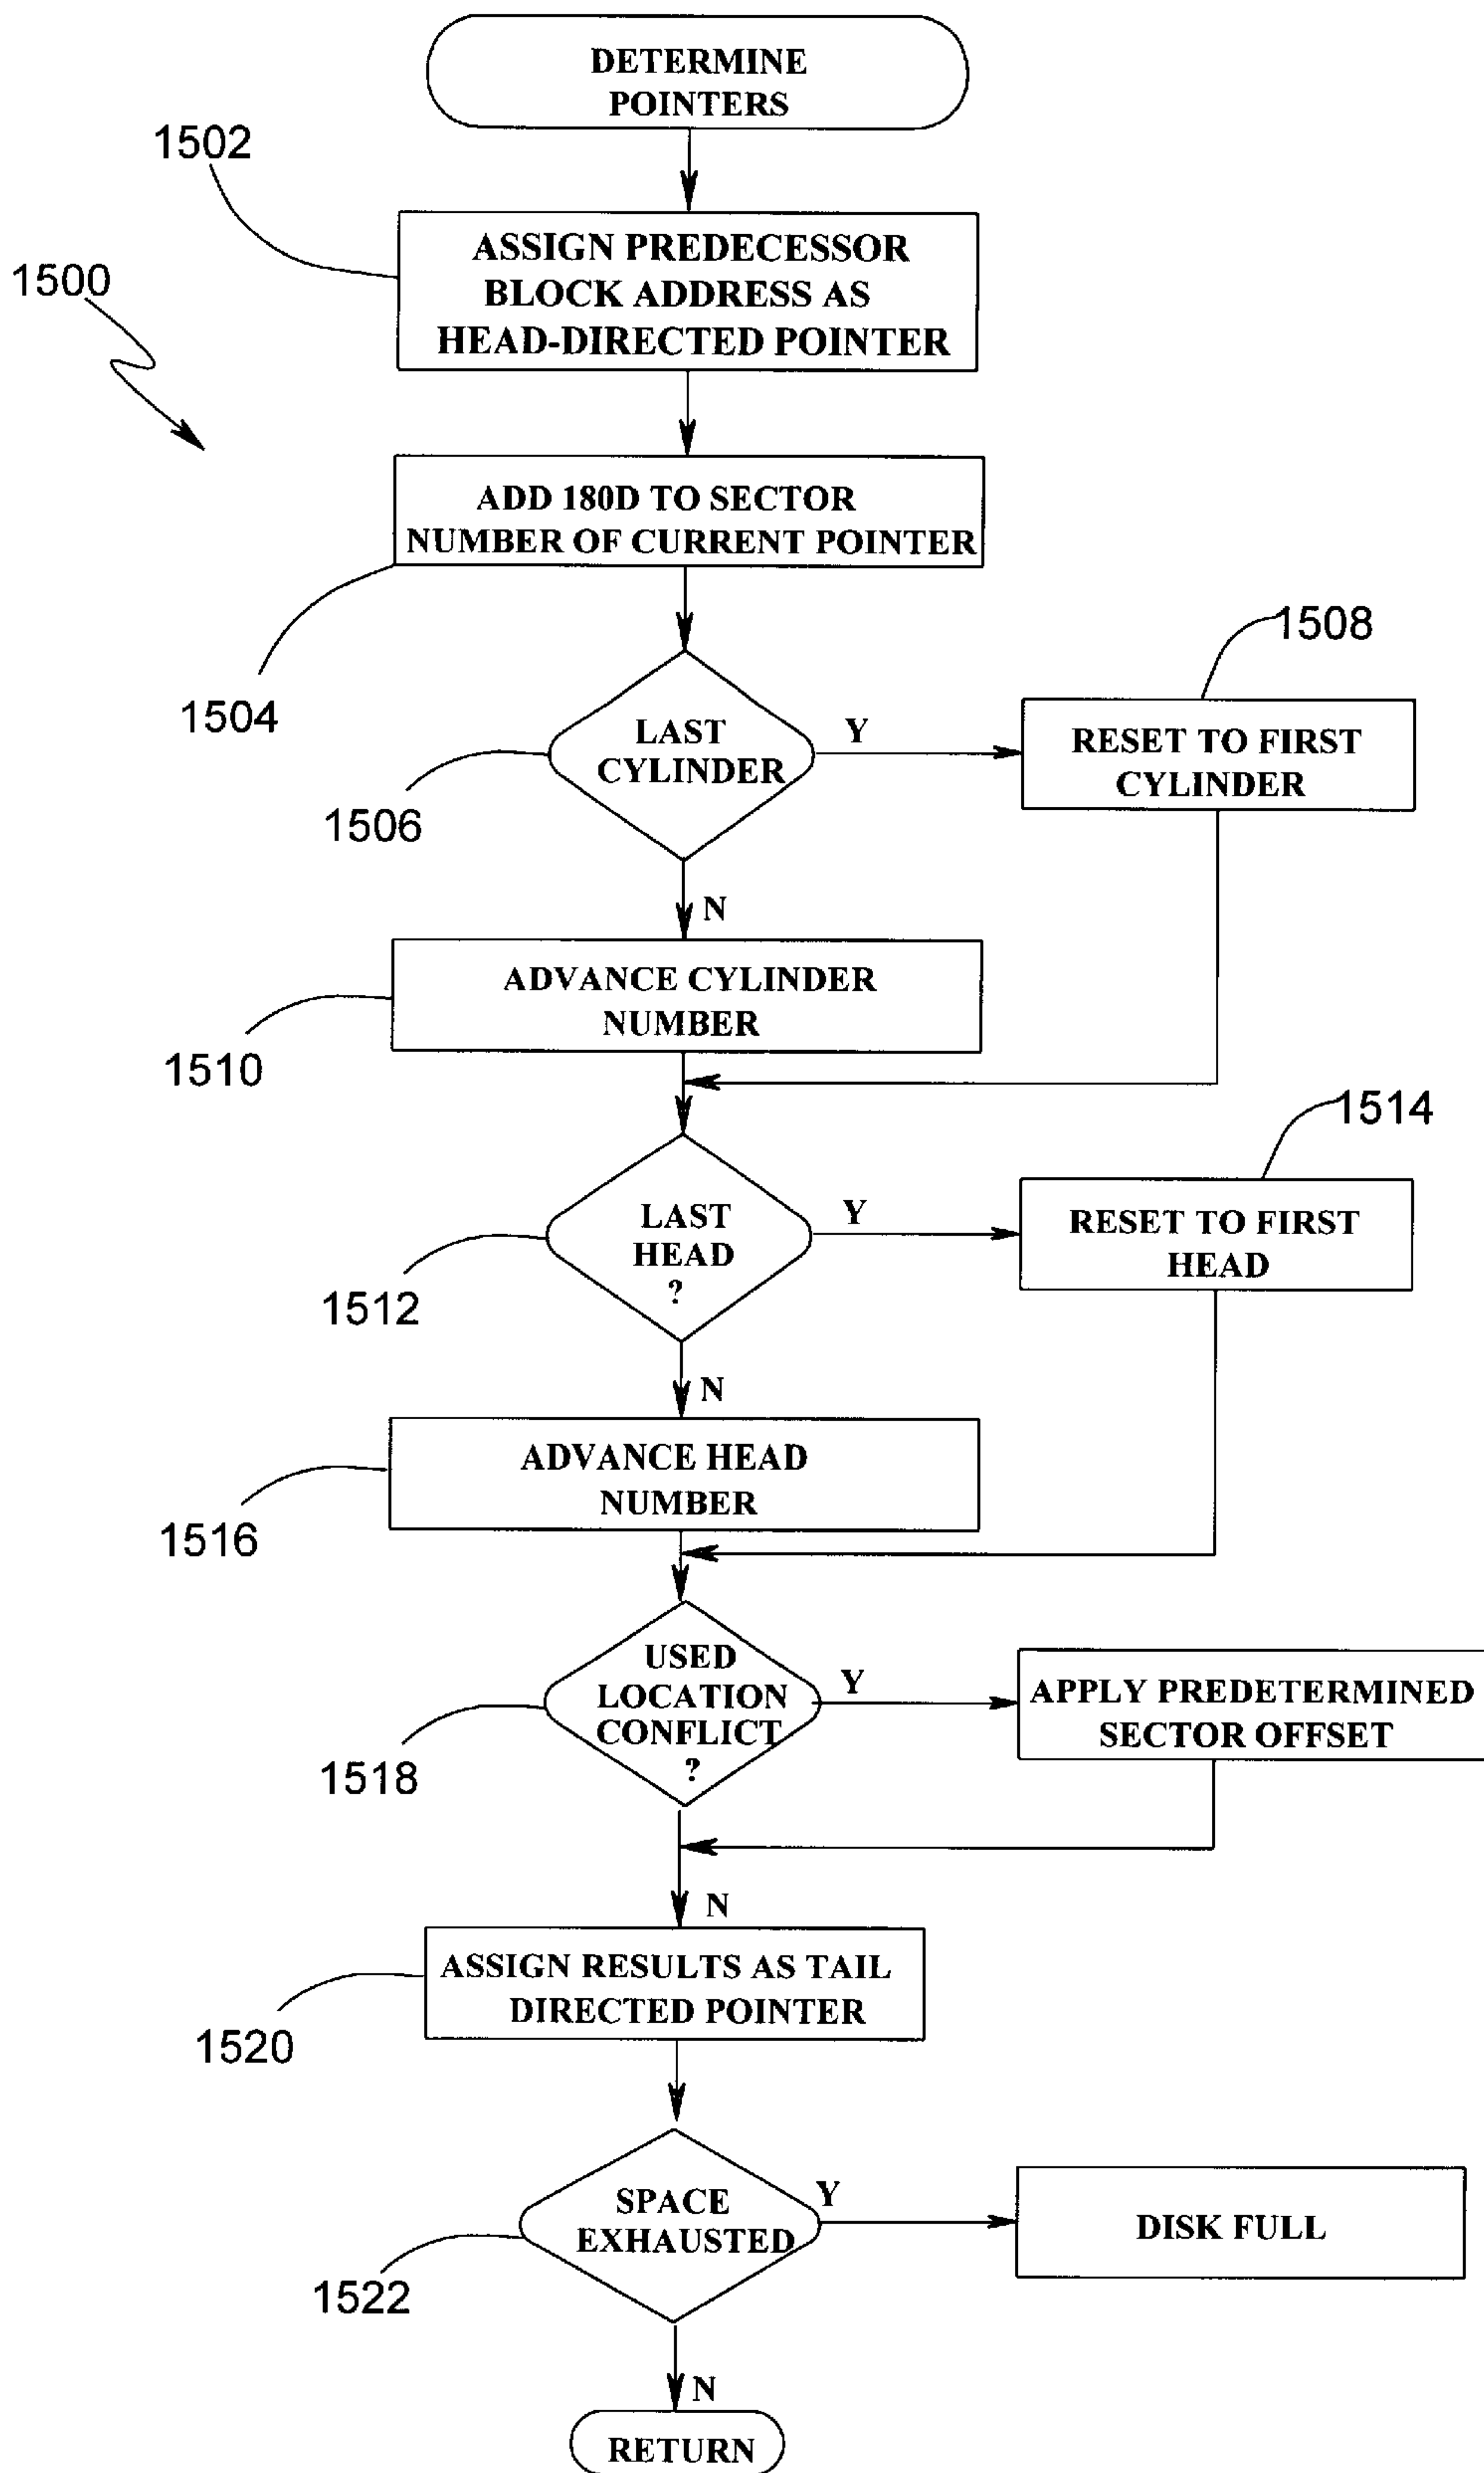 DETERMINE
POINTERS
1502
ASSIGN PREDECESSOR
BLOCK ADDRESS AS
HEAD-DIRECTED POINTER
1500
ADD 180D TO SECTOR
NUMBER OF CURRENT POINTER
1504
LAST
CYLINDER
Y
1508
RESET TO FIRST
CYLINDER
1506
N
ADVANCE CYLINDER
NUMBER
1510
LAST
HEAD
?
Y
1514
RESET TO FIRST
HEAD
1512
N
ADVANCE HEAD
NUMBER
1516
USED
LOCATION
CONFLICT
?
Y
APPLY PREDETERMINED
SECTOR OFFSET
1518
N
ASSIGN RESULTS AS TAIL
DIRECTED POINTER
1520
SPACE
EXHAUSTED
Y
DISK FULL
1522
N
RETURN